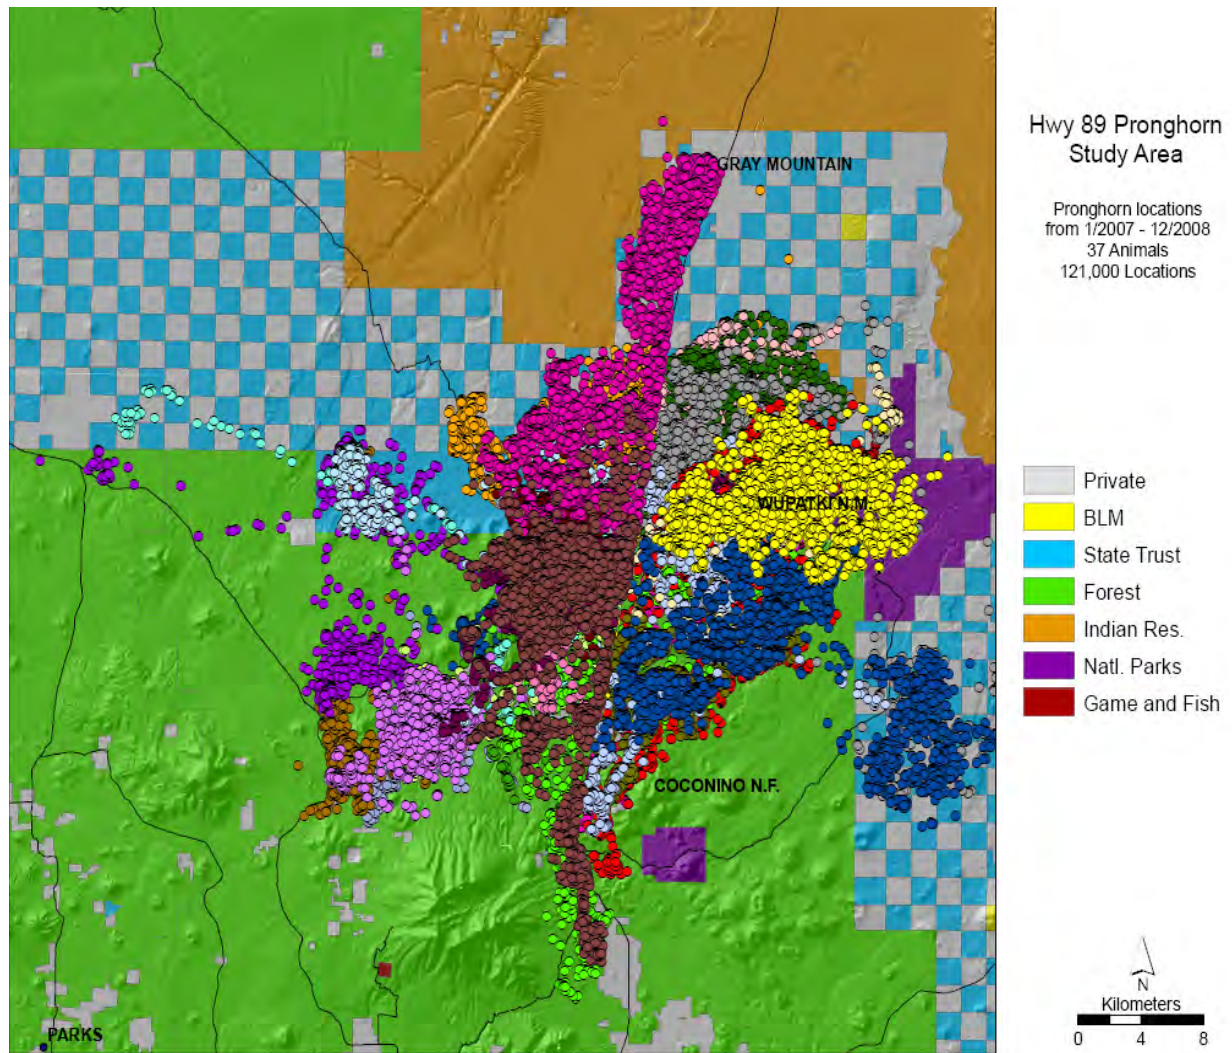 Hwy 89 Pronghorn
Study Area
Pronghorn locations
from 1/2007 - 12/2008
37 Animals
121,000 Locations
GRAY MOUNTAIN
WUPATKI N.M.
COCONINO N.F.
PARKS
Private
BLM
State Trust
Forest
Indian Res.
Natl. Parks
Game and Fish
N
Kilometers
0 4 8